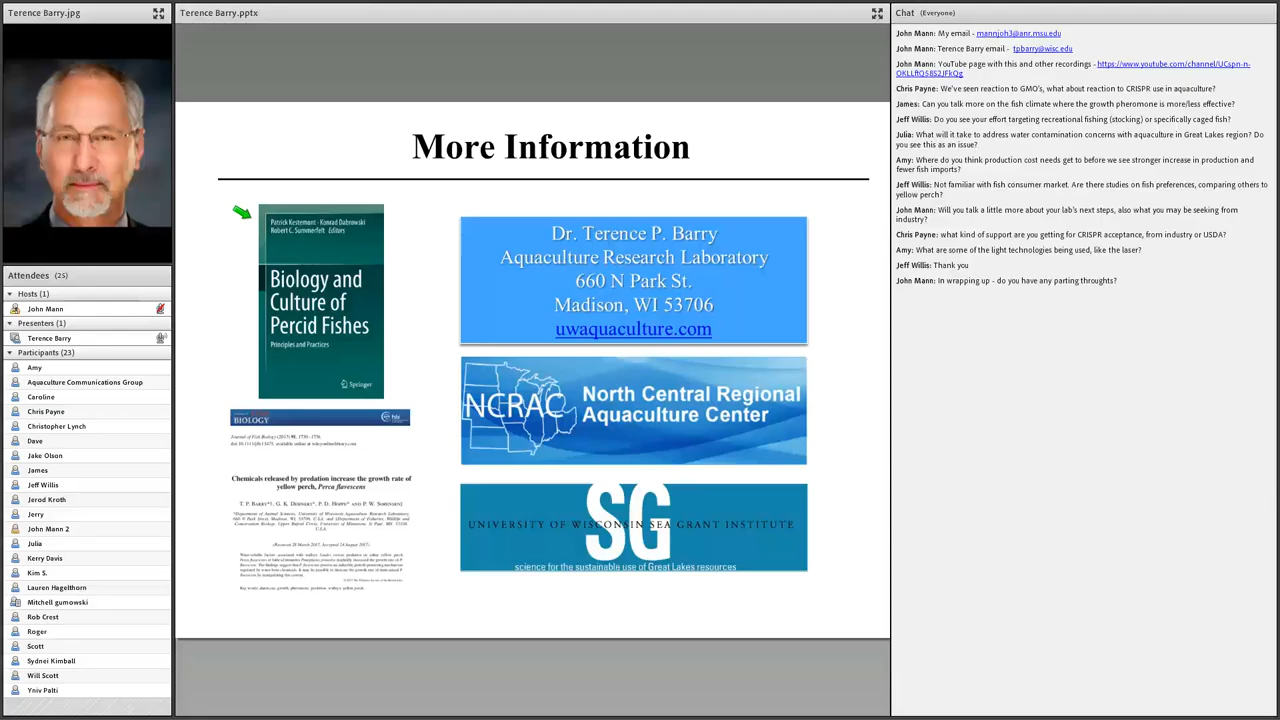 Terence Barry.jpg
Attendees (25)
Hosts (1)
John Mann
Presenters (1)
Terence Barry
Participants (23)
Amy
Aquaculture Communications Group
Caroline
Chris Payne
Christopher Lynch
Dave
Jake Olson
James
Jeff Willis
Jerod Kroth
Jerry
John Mann 2
Julia
Kerry Davis
Kim S.
Lauren Hagelthorn
Mitchell gumowski
Rob Crest
Roger
Scott
Sydnei Kimball
Will Scott
Yniv Palti
Terence Barry.pptx
More Information
Patrick Kestemont · Konrad Dabrowski
Robert C. Summerfelt Editors
Biology and
Culture of
Percid Fishes
Principles and Practices
Springer
BIOLOGY
fsbi
Journal of Fish Biology (2017) 91, 1730–1736
Chemicals released by predation increase the growth rate of
yellow perch, Perca flavescens
Dr. Terence P. Barry
Aquaculture Research Laboratory
660 N Park St.
Madison, WI 53706
uwaquaculture.com
NCRAC
North Central Regional
Aquaculture Center
SG
UNIVERSITY OF WISCONSIN SEA GRANT INSTITUTE
science for the sustainable use of Great Lakes resources
Chat (Everyone)
John Mann: My email - mannjoh3@anr.msu.edu
John Mann: Terence Barry email - tpbarry@wisc.edu
John Mann: YouTube page with this and other recordings - https://www.youtube.com/channel/UCspn-n-
Chris Payne: We've seen reaction to GMO's, what about reaction to CRISPR use in aquaculture?
James: Can you talk more on the fish climate where the growth pheromone is more/less effective?
Jeff Willis: Do you see your effort targeting recreational fishing (stocking) or specifically caged fish?
Julia: What will it take to address water contamination concerns with aquaculture in Great Lakes region? Do
you see this as an issue?
Amy: Where do you think production cost needs get to before we see stronger increase in production and
fewer fish imports?
Jeff Willis: Not familiar with fish consumer market. Are there studies on fish preferences, comparing others to
yellow perch?
John Mann: Will you talk a little more about your lab's next steps, also what you may be seeking from
industry?
Chris Payne: what kind of support are you getting for CRISPR acceptance, from industry or USDA?
Amy: What are some of the light technologies being used, like the laser?
Jeff Willis: Thank you
John Mann: In wrapping up - do you have any parting thoughts?